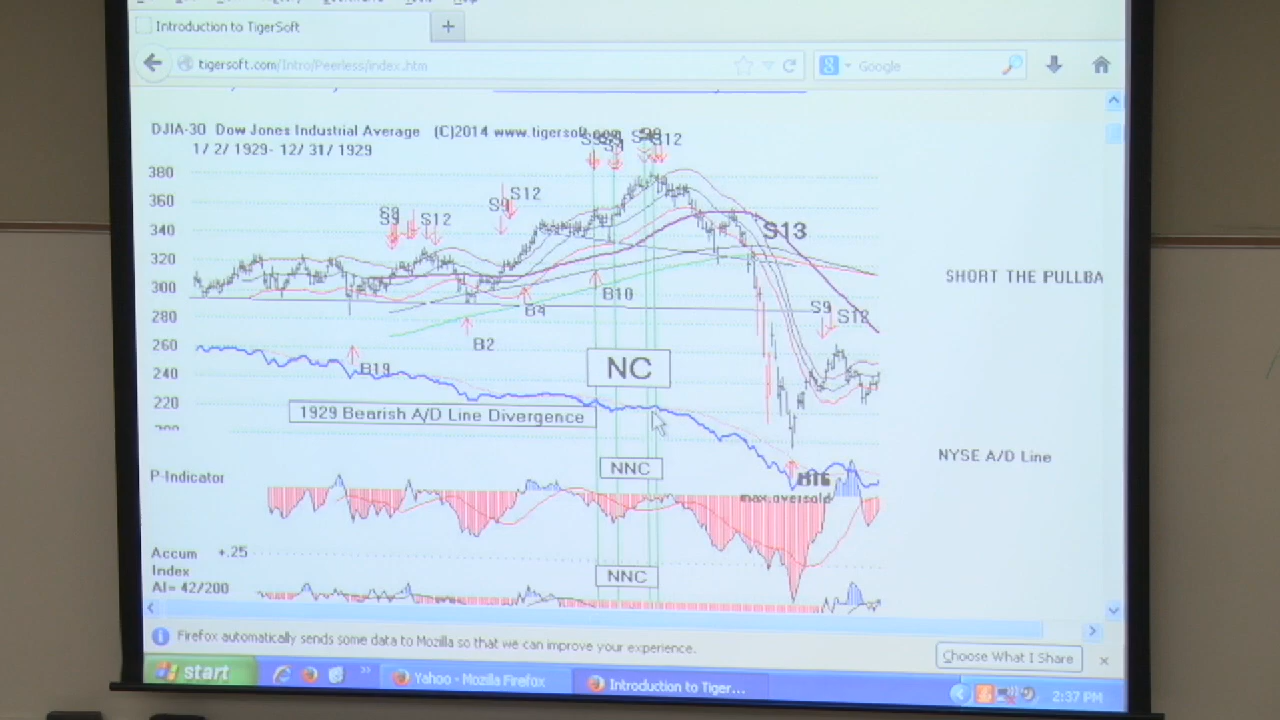 Introduction to TigerSoft
+
tigersoft.com/Intro/Peerless/index.htm
Google
DJIA-30 Dow Jones Industrial Average (C)2014 www.tigersoft.com
1/ 2/ 1929- 12/ 31/ 1929
S12
380
360
S9
S12
S9
S12
340
S13
320
SHORT THE PULLBA
300
B10
B4
S9
S12
280
B2
260
B19
NC
240
220
1929 Bearish A/D Line Divergence
NYSE A/D Line
NNC
P-Indicator
max.oversold
Accum +.25
Index
NNC
AI= 42/200
Firefox automatically sends some data to Mozilla so that we can improve your experience.
Choose What I Share
start
Yahoo - Mozilla Firefox
Introduction to Tiger...
2:37 PM